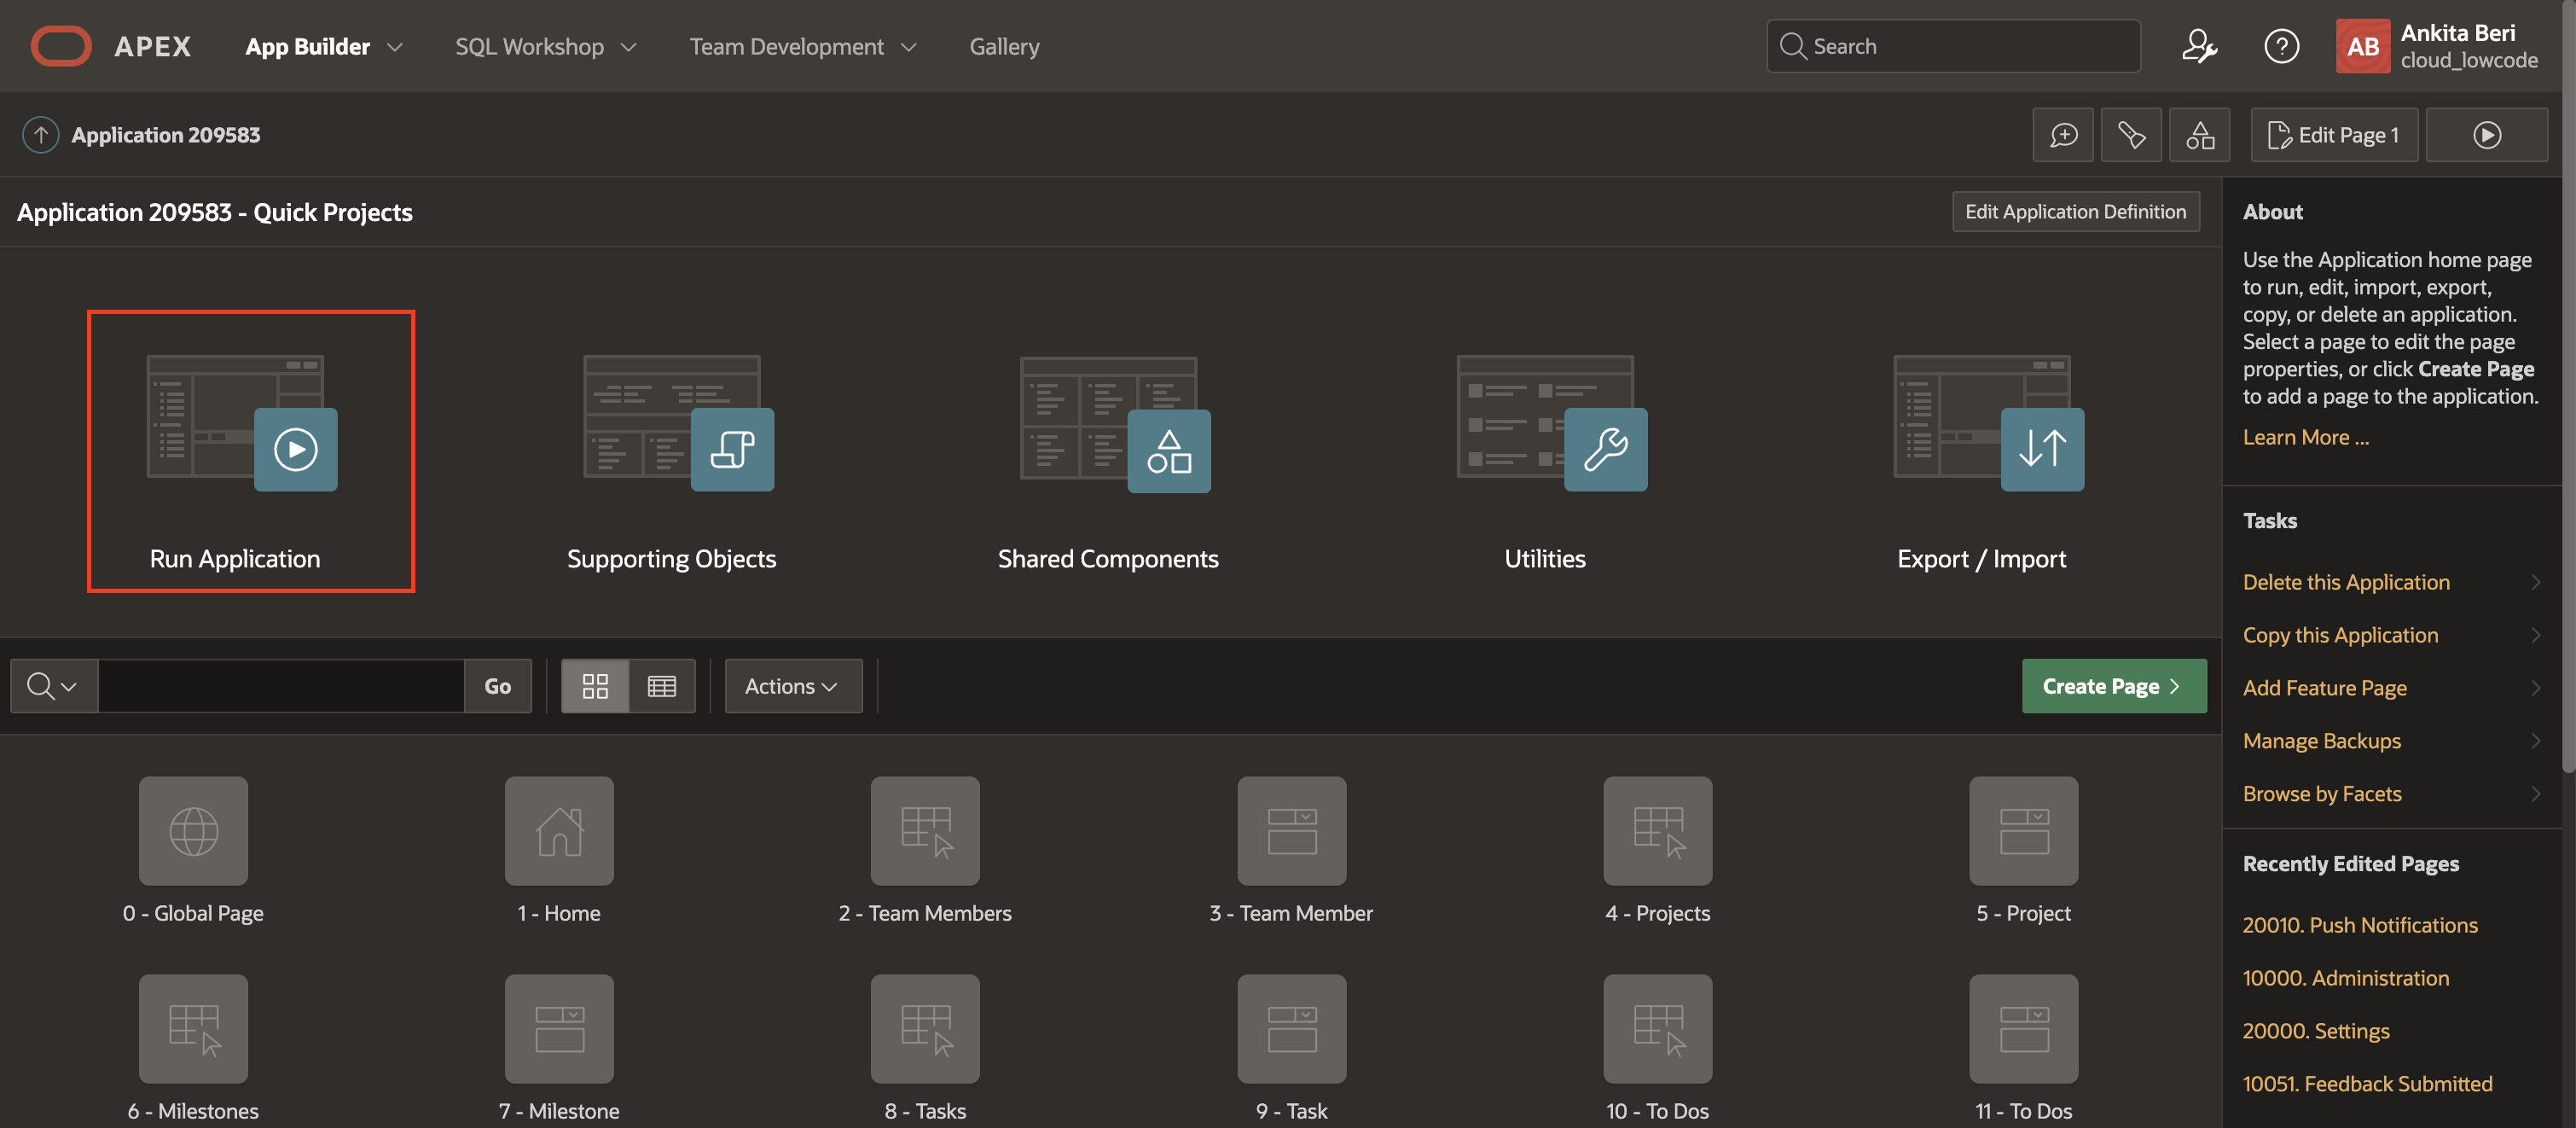 APEX
App Builder
SQL Workshop
Team Development
Gallery
Search
AB
Ankita Beri
cloud_lowcode
Application 209583
Edit Page 1
Application 209583 - Quick Projects
Edit Application Definition
Run Application
Supporting Objects
Shared Components
Utilities
Export / Import
Go
Actions
Create Page
0 - Global Page
1 - Home
2 - Team Members
3 - Team Member
4 - Projects
5 - Project
6 - Milestones
7 - Milestone
8 - Tasks
9 - Task
10 - To Dos
11 - To Dos
About
Use the Application home page
to run, edit, import, export,
copy, or delete an application.
Select a page to edit the page
properties, or click Create Page
to add a page to the application.
Learn More ...
Tasks
Delete this Application
Copy this Application
Add Feature Page
Manage Backups
Browse by Facets
Recently Edited Pages
20010. Push Notifications
10000. Administration
20000. Settings
10051. Feedback Submitted